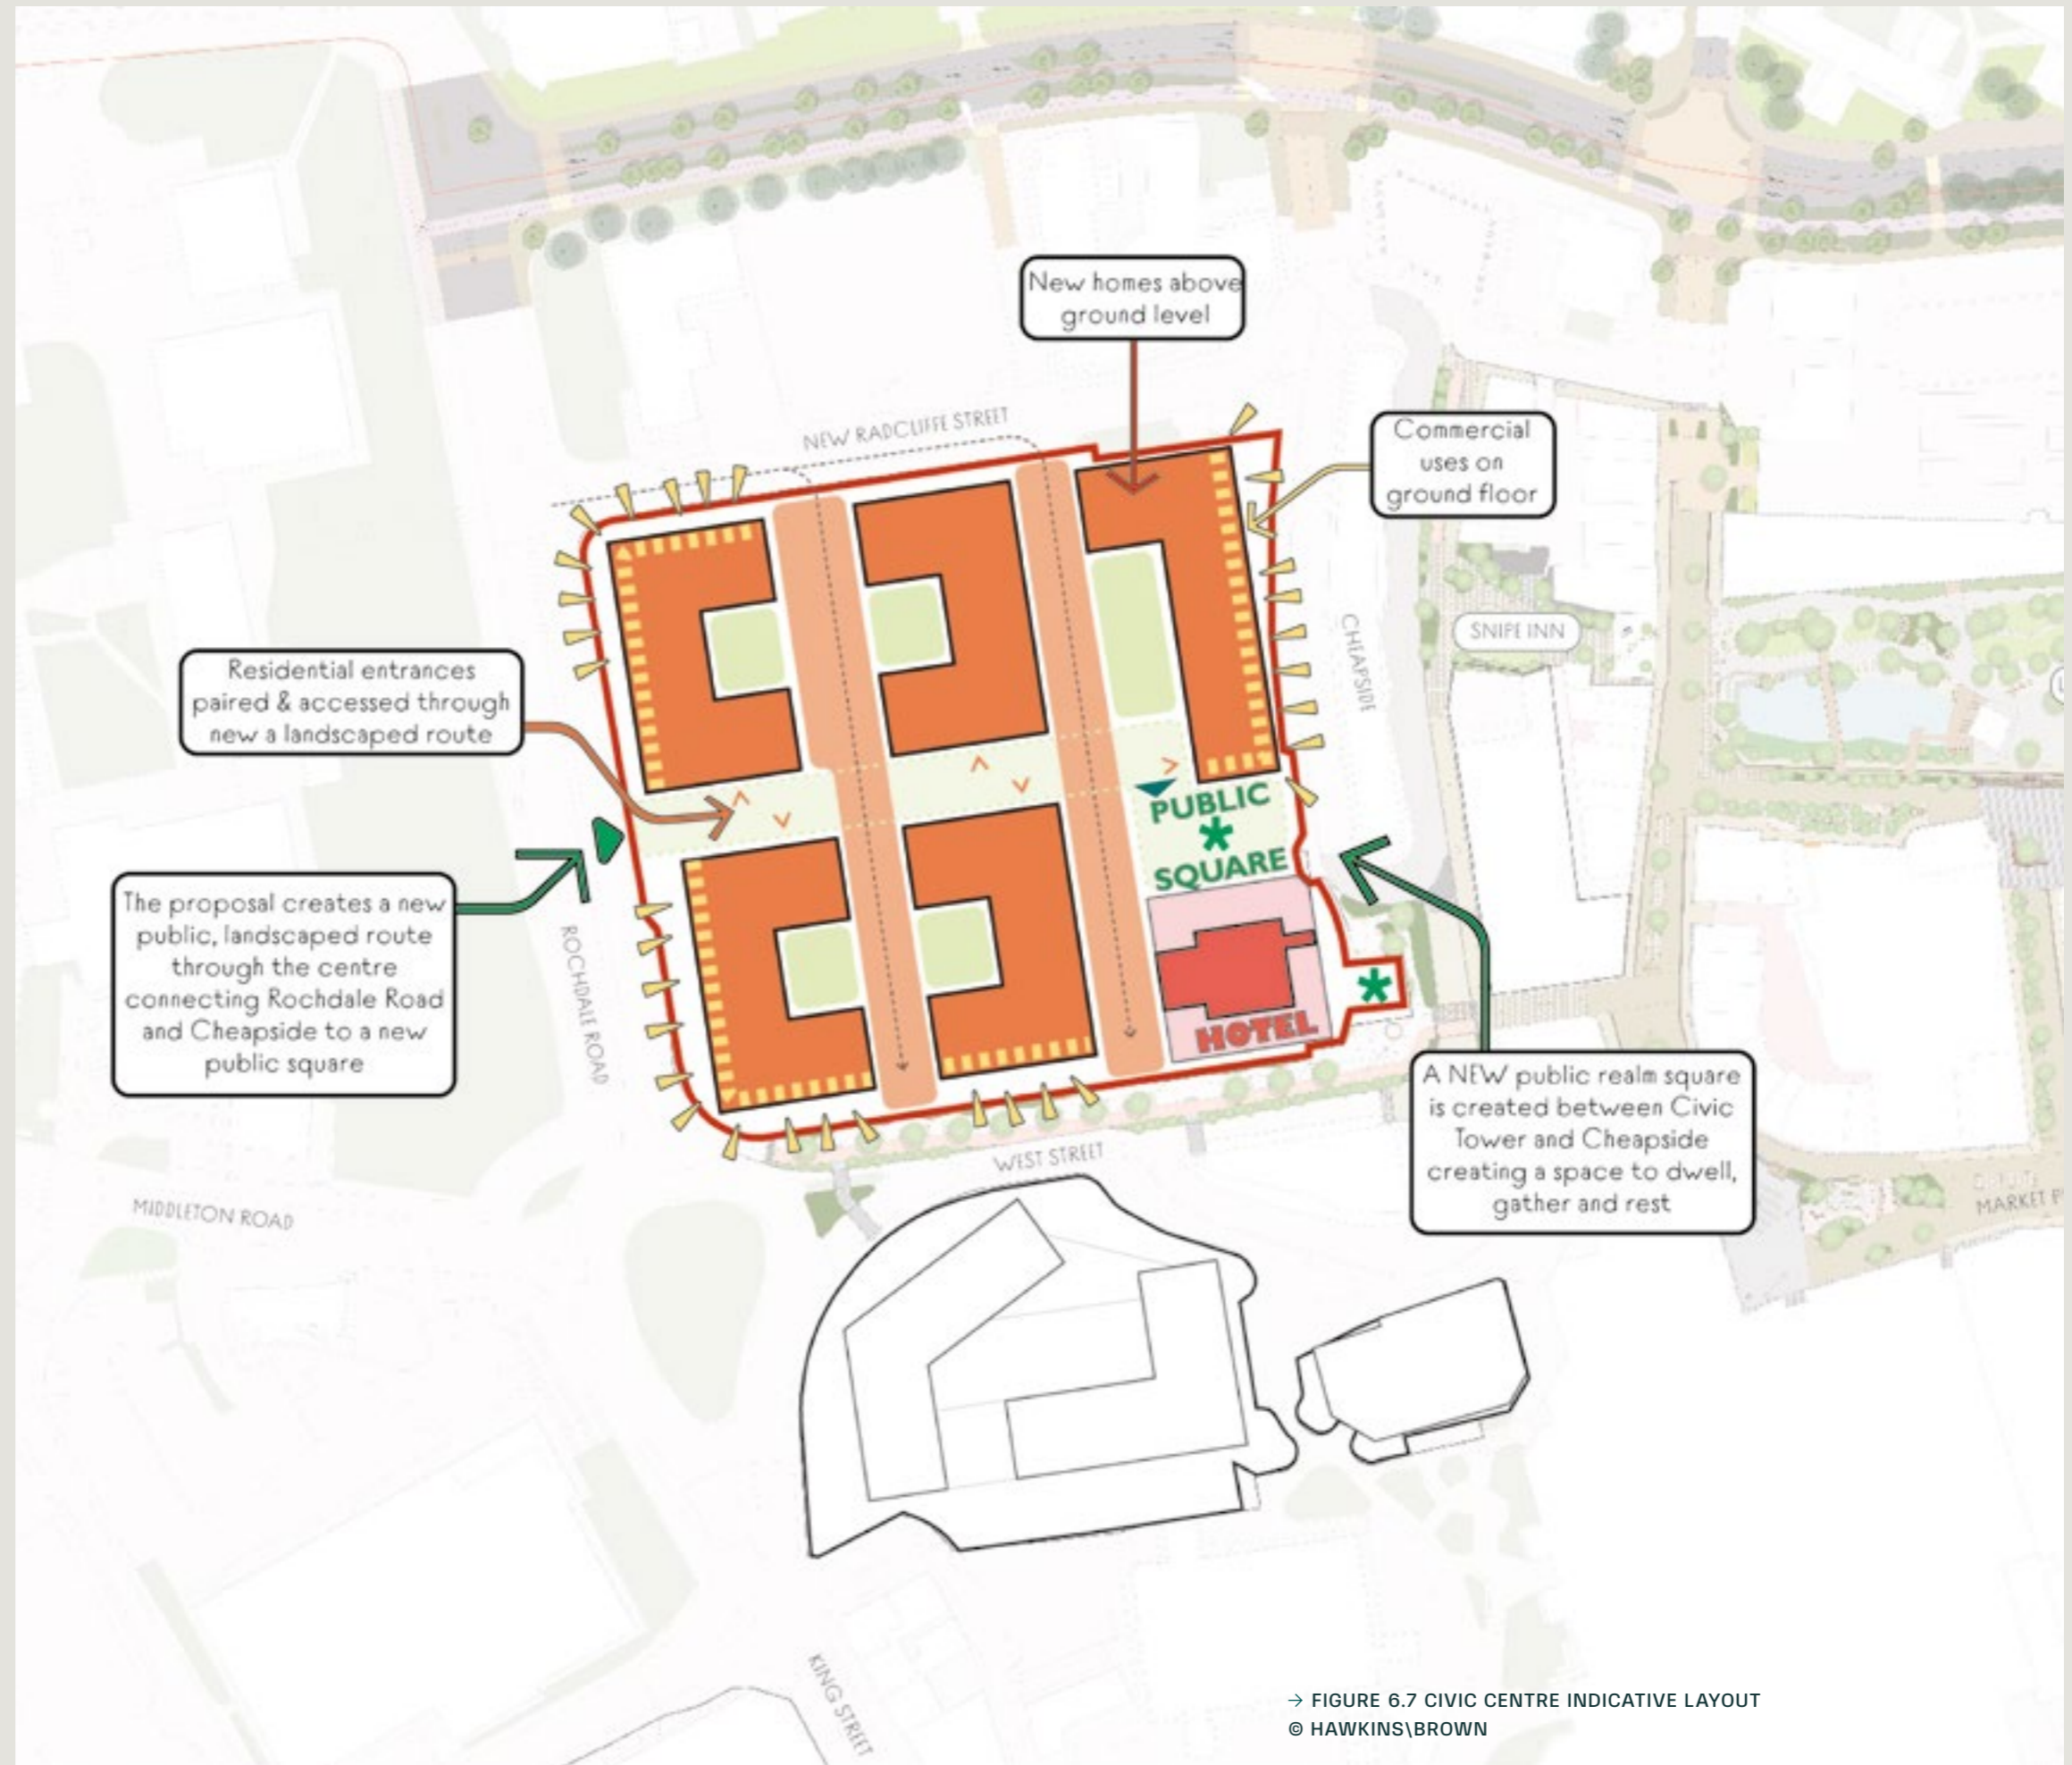 New homes above
ground level
NEW RADCLIFFE STREET
Commercial
uses on
ground floor
SNIPE INN
CHEAPSIDE
Residential entrances
paired & accessed through
new a landscaped route
PUBLIC
SQUARE
The proposal creates a new
public, landscaped route
through the centre
connecting Rochdale Road
and Cheapside to a new
public square
ROCHDALE ROAD
HOTEL
A NEW public realm square
is created between Civic
Tower and Cheapside
creating a space to dwell,
gather and rest
WEST STREET
MIDDLETON ROAD
MARKET P
KING STREET
→ FIGURE 6.7 CIVIC CENTRE INDICATIVE LAYOUT
© HAWKINS\BROWN